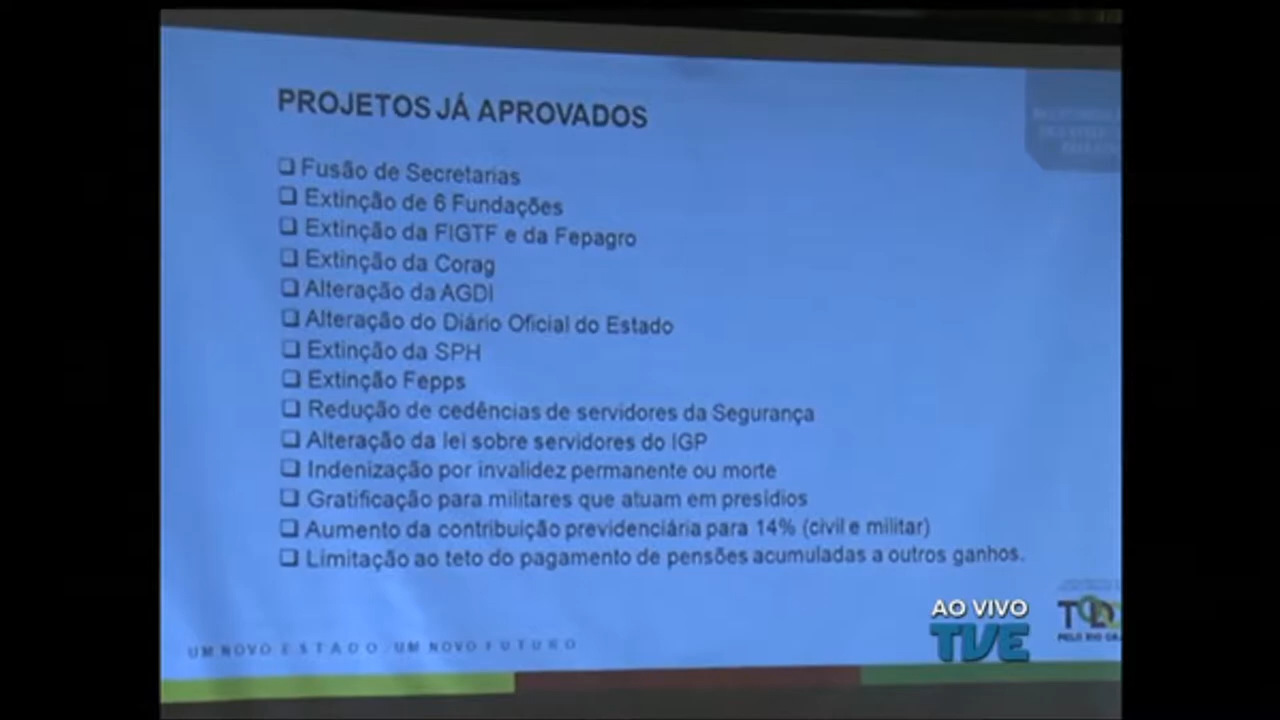 PROJETOS JÁ APROVADOS
❑ Fusão de Secretarias
❑ Extinção de 6 Fundações
❑ Extinção da FIGTF e da Fepagro
❑ Extinção da Corag
❑ Alteração da AGDI
❑ Alteração do Diário Oficial do Estado
❑ Extinção da SPH
❑ Extinção Fepps
❑ Redução de cedências de servidores da Segurança
❑ Alteração da lei sobre servidores do IGP
❑ Indenização por invalidez permanente ou morte
❑ Gratificação para militares que atuam em presídios
❑ Aumento da contribuição previdenciária para 14% (civil e militar)
❑ Limitação ao teto do pagamento de pensões acumuladas a outros ganhos.
AO VIVO
TVE
PELO RIO
UM NOVO ESTADO. UM NOVO FUTURO